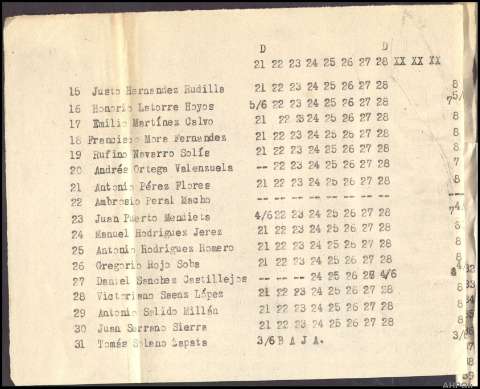 D D
21 22 23 24 25 26 27 28 XX XX XX
15 Justo Hernandez Rudilla 21 22 23 24 25 26 27 28 8
16 Honorio Latorre Hoyos 5/6 22 23 24 25 26 27 28 7 5/
17 Emilio Martínez Calvo 21 22 23 24 25 26 27 28 8
18 Francisco Mora Fernandez 21 22 23 24 25 26 27 28 8
19 Rufino Navarro Solís 21 22 23 24 25 26 27 28 8
20 Andrés Ortega Valenzuela -- 22 23 24 25 26 27 28 7
21 Antonio Pérez Flores 21 22 23 24 25 26 27 28 8
22 Ambrosio Peral Macho -- -- -- -- -- -- -- -- ---
23 Juan Puerto Mendieta 4/6 22 23 24 25 26 27 28 7 4/
24 Manuel Rodriguez Jerez 21 22 23 24 25 26 27 28 8
25 Antonio Rodriguez Romero 21 22 23 24 25 26 27 28 8
26 Gregorio Rojo Soba 21 22 23 24 25 26 27 28 8
27 Daniel Sanchez Castillejos -- -- -- 24 25 26 27 4/6 4/
28 Victoriano Saenz López 21 22 23 24 25 26 27 28 8
29 Antonio Salido Millán 21 22 23 24 25 26 27 28 8
30 Juan Serrano Sierra 21 22 23 24 25 26 27 28 8
31 Tomás Solano Zapata 3/6 B A J A. 3/